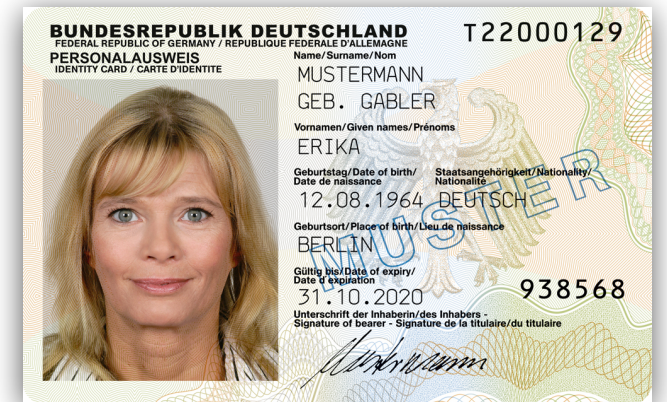 BUNDESREPUBLIK DEUTSCHLAND
FEDERAL REPUBLIC OF GERMANY / REPUBLIQUE FEDERALE D'ALLEMAGNE
PERSONALAUSWEIS
IDENTITY CARD / CARTE D'IDENTITE
T22000129
Name/Surname/Nom
MUSTERMANN
GEB. GABLER
Vornamen/Given names/Prénoms
ERIKA
Geburtstag/Date of birth/
Date de naissance
12.08.1964
Staatsangehörigkeit/Nationality/
Nationalité
DEUTSCH
Geburtsort/Place of birth/Lieu de naissance
BERLIN
Gültig bis/Date of expiry/
Date d'expiration
31.10.2020
938568
Unterschrift der Inhaberin/des Inhabers -
Signature of bearer - Signature de la titulaire/du titulaire
Mustermann
MUSTER